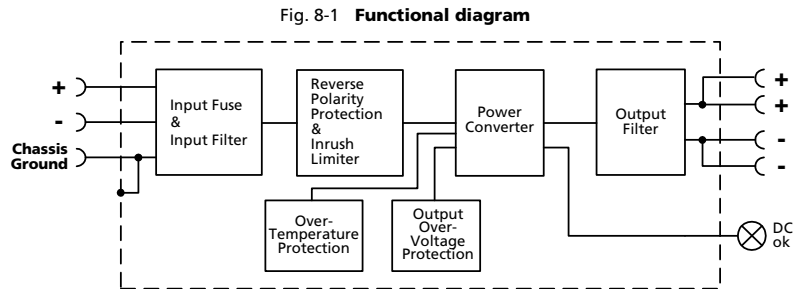 Fig. 8-1 Functional diagram
+
-
Chassis
Ground
Input Fuse
&
Input Filter
Reverse
Polarity
Protection
&
Inrush
Limiter
Power
Converter
Output
Filter
+
+
-
-
Over-
Temperature
Protection
Output
Over-
Voltage
Protection
DC
ok